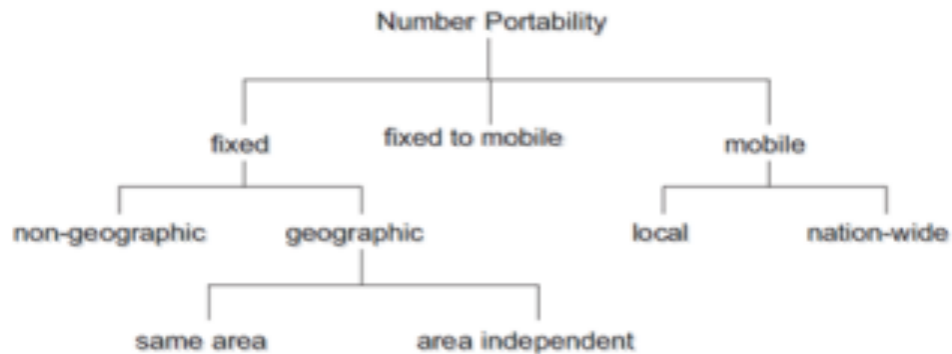 Number Portability
fixed
fixed to mobile
mobile
non-geographic
geographic
local
nation-wide
same area
area independent